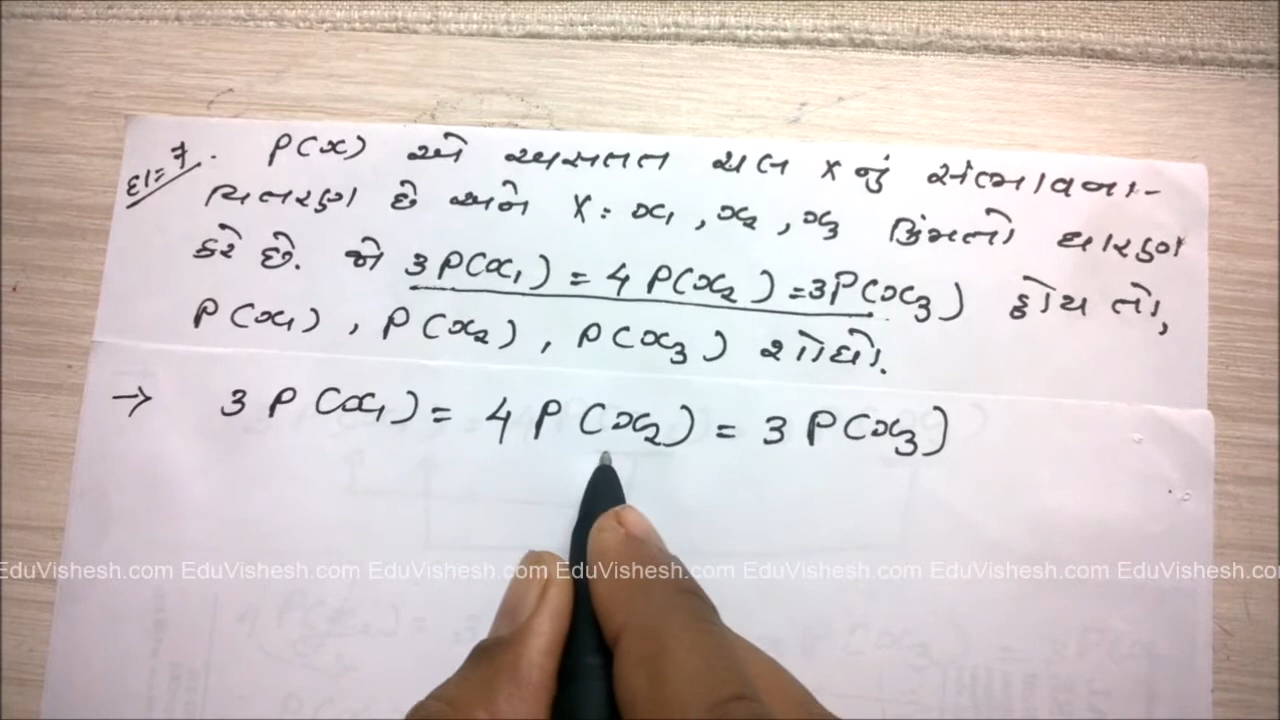 દા=7. P(x) એ અસતત ચલ X નું સંભાવના-
વિતરણ છે અને X = x₁, x₂, x₃ કિંમતો ધારણ
કરે છે. જો 3P(x₁) = 4P(x₂) = 3P(x₃) હોય તો,
P(x₁), P(x₂), P(x₃) શોધો.
→ 3P(x₁) = 4P(x₂) = 3P(x₃)
EduVishesh.com EduVishesh.com EduVishesh.com EduVishesh.com EduVishesh.com EduVishesh.com EduVishesh.co